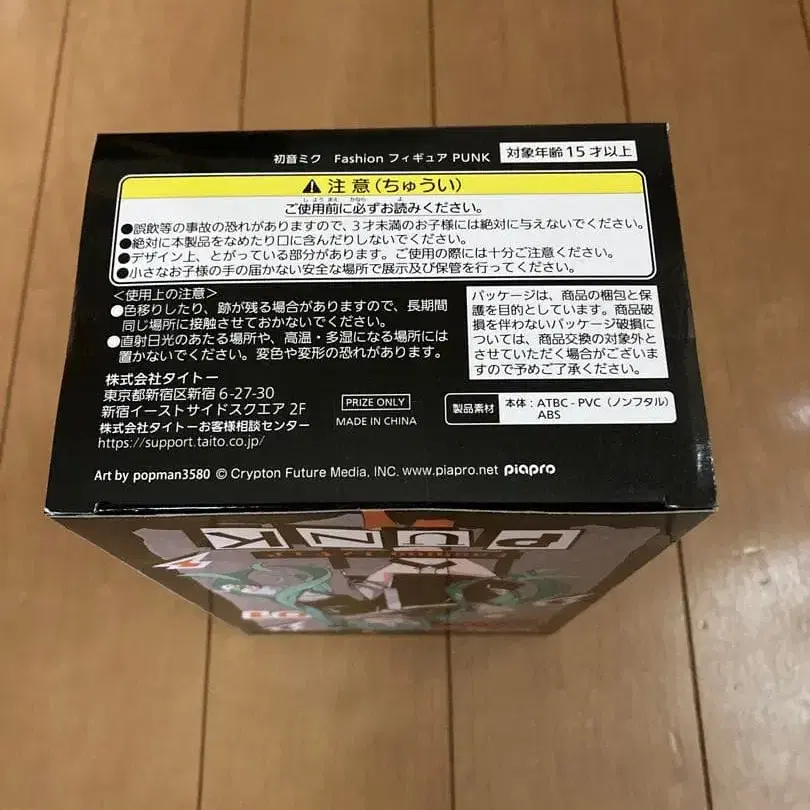 初音ミク Fashion フィギュア PUNK 対象年齢15才以上
⚠ 注意(ちゅうい)
ご使用前に必ずお読みください。
●誤飲等の事故の恐れがありますので、3才未満のお子様には絶対に与えないでください。
●絶対に本製品をなめたり口に含んだりしないでください。
●デザイン上、とがっている部分があります。ご使用の際には十分ご注意ください。
●小さなお子様の手の届かない安全な場所で展示及び保管を行ってください。
<使用上の注意>
●色移りしたり、跡が残る場合がありますので、長期間
同じ場所に接触させておかないでください。
●直射日光のあたる場所や、高温・多湿になる場所には
置かないでください。変色や変形の恐れがあります。
パッケージは、商品の梱包と保
護を目的としています。商品破
損を伴わないパッケージ破損に
ついては、商品交換の対象外と
させていただく場合がございま
すので予めご了承ください。
株式会社タイトー
東京都新宿区新宿 6-27-30
新宿イーストサイドスクエア 2F
株式会社タイトーお客様相談センター
https://support.taito.co.jp/
PRIZE ONLY
MADE IN CHINA
製品素材
本体:ATBC-PVC(ノンフタル)
ABS
Art by popman3580 © Crypton Future Media, INC. www.piapro.net piapro
PUNK